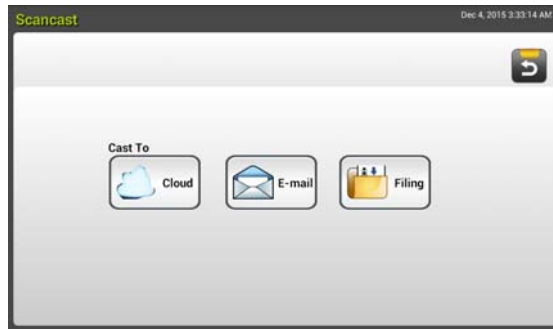 Scancast
Dec 4, 2015 3:33:14 AM
Cast To
Cloud
E-mail
Filing